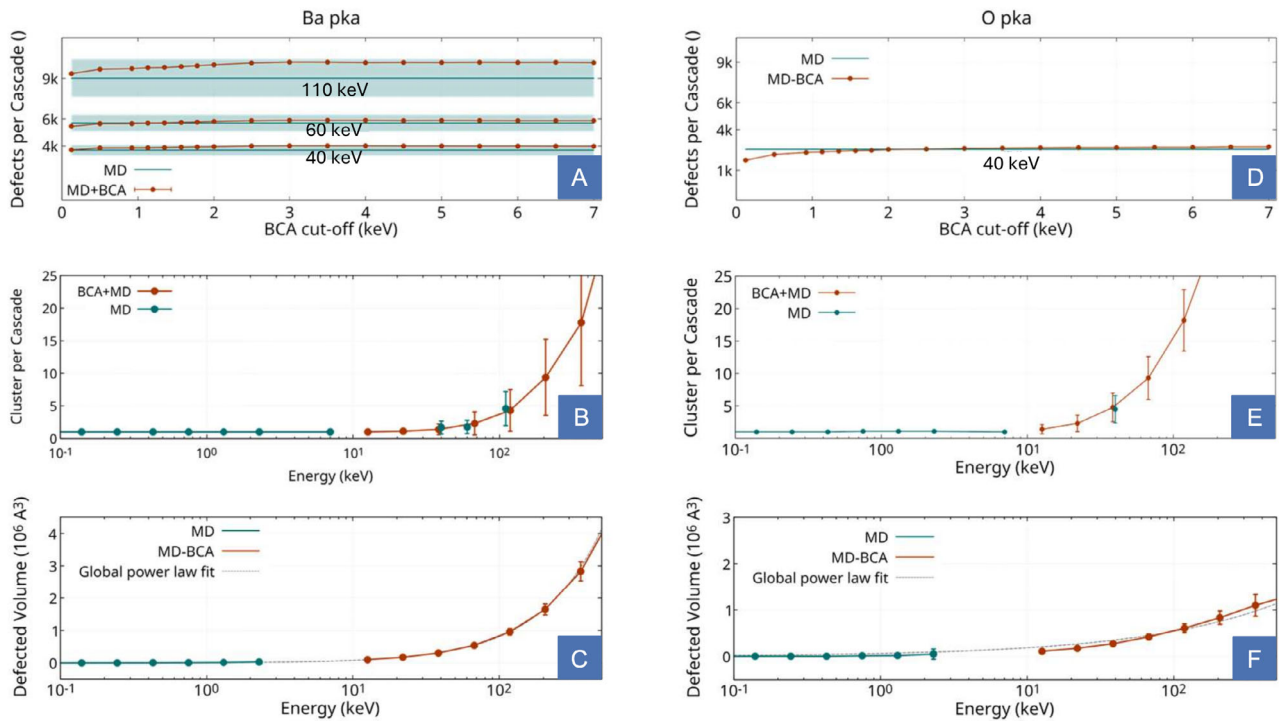 Ba pka
Defects per Cascade ()
9k
6k
4k
110 keV
60 keV
40 keV
MD
MD+BCA
A
0 1 2 3 4 5 6 7
BCA cut-off (keV)
O pka
Defects per Cascade ()
9k
6k
4k
1k
MD
MD-BCA
40 keV
D
0 1 2 3 4 5 6 7
BCA cut-off (keV)
Cluster per Cascade
25
20
15
10
5
0
BCA+MD
MD
B
10-1 100 101 102
Energy (keV)
Cluster per Cascade
25
20
15
10
5
BCA+MD
MD
E
10-1 100 101 102
Energy (keV)
Defected Volume (10⁶ A³)
4
3
2
1
0
MD
MD-BCA
Global power law fit
C
10-1 100 101 102
Energy (keV)
Defected Volume (10⁶ A³)
3
2
1
0
MD
MD-BCA
Global power law fit
F
10-1 100 101 102
Energy (keV)